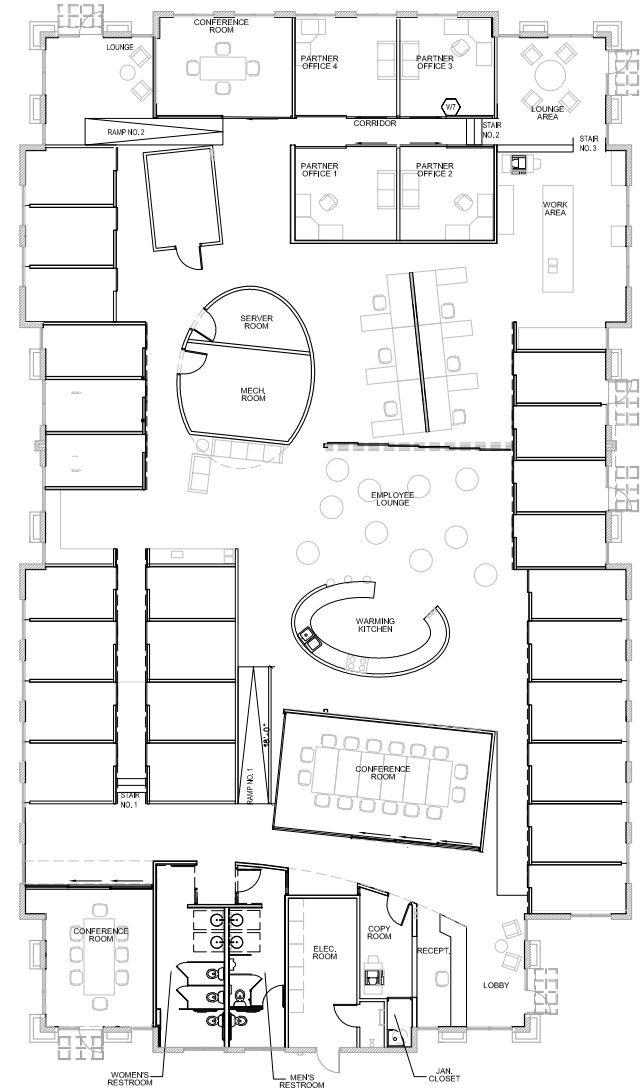 CONFERENCE
ROOM
LOUNGE
PARTNER
OFFICE 4
PARTNER
OFFICE 3
W7
LOUNGE
AREA
RAMP NO. 2
CORRIDOR
STAIR
NO. 2
STAIR
NO. 3
PARTNER
OFFICE 1
PARTNER
OFFICE 2
WORK
AREA
SERVER
ROOM
MECH.
ROOM
EMPLOYEE
LOUNGE
WARMING
KITCHEN
18'-0"
RAMP NO. 1
CONFERENCE
ROOM
STAIR
NO. 1
CONFERENCE
ROOM
ELEC.
ROOM
COPY
ROOM
RECEPT.
LOBBY
WOMEN'S
RESTROOM
MEN'S
RESTROOM
JAN.
CLOSET